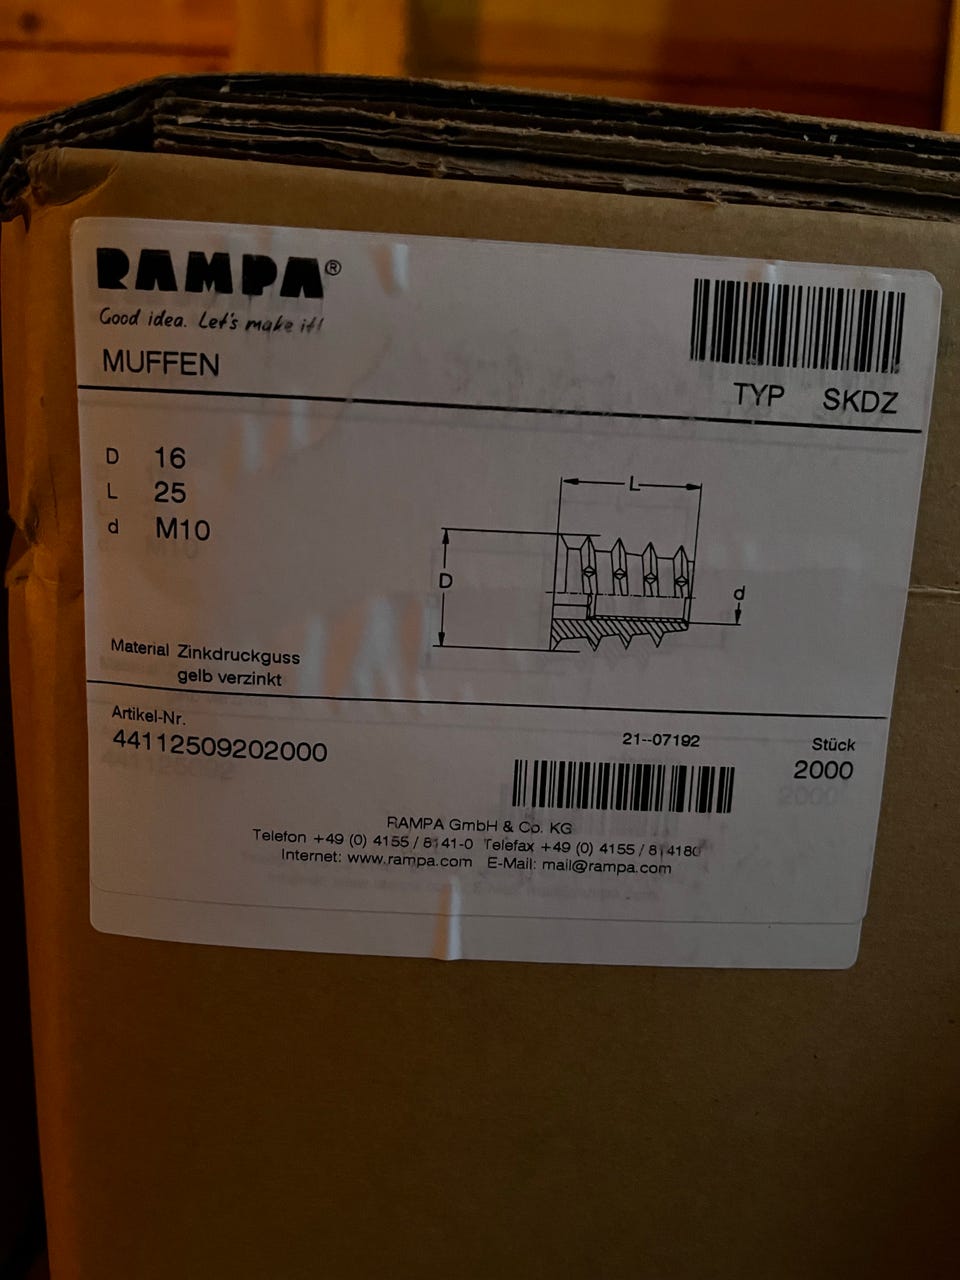 RAMPA®
Good idea. Let's make it!
MUFFEN
TYP SKDZ
D 16
L 25
d M10
L
D
d
Material Zinkdruckguss
gelb verzinkt
Artikel-Nr.
44112509202000
21--07192
Stück
2000
RAMPA GmbH & Co. KG
Telefon +49 (0) 4155 / 8141-0 Telefax +49 (0) 4155 / 814180
Internet: www.rampa.com E-Mail: mail@rampa.com